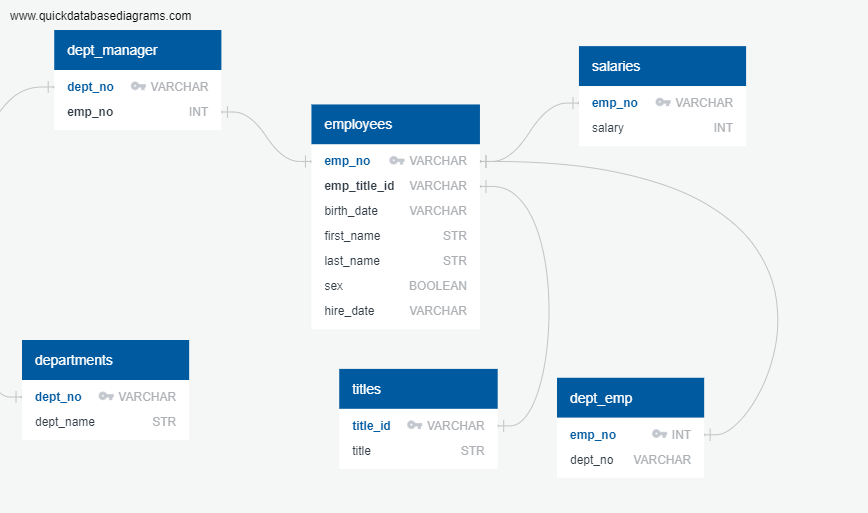 www.quickdatabasediagrams.com
dept_manager
dept_no VARCHAR
emp_no INT
salaries
emp_no VARCHAR
salary INT
employees
emp_no VARCHAR
emp_title_id VARCHAR
birth_date VARCHAR
first_name STR
last_name STR
sex BOOLEAN
hire_date VARCHAR
departments
dept_no VARCHAR
dept_name STR
titles
title_id VARCHAR
title STR
dept_emp
emp_no INT
dept_no VARCHAR